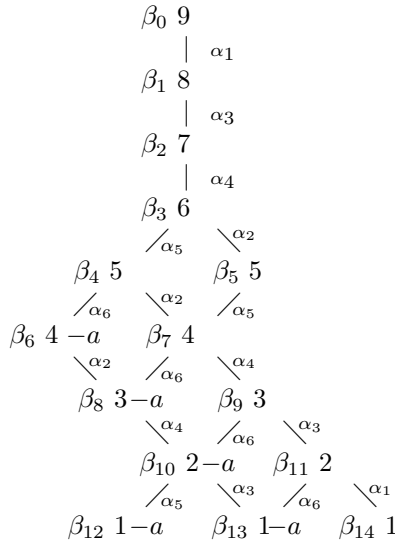 β₀ 9
α₁
β₁ 8
α₃
β₂ 7
α₄
β₃ 6
α₅ α₂
β₄ 5 β₅ 5
α₆ α₂ α₅
β₆ 4 −a β₇ 4
α₂ α₆ α₄
β₈ 3−a β₉ 3
α₄ α₆ α₃
β₁₀ 2−a β₁₁ 2
α₅ α₃ α₆ α₁
β₁₂ 1−a β₁₃ 1−a β₁₄ 1